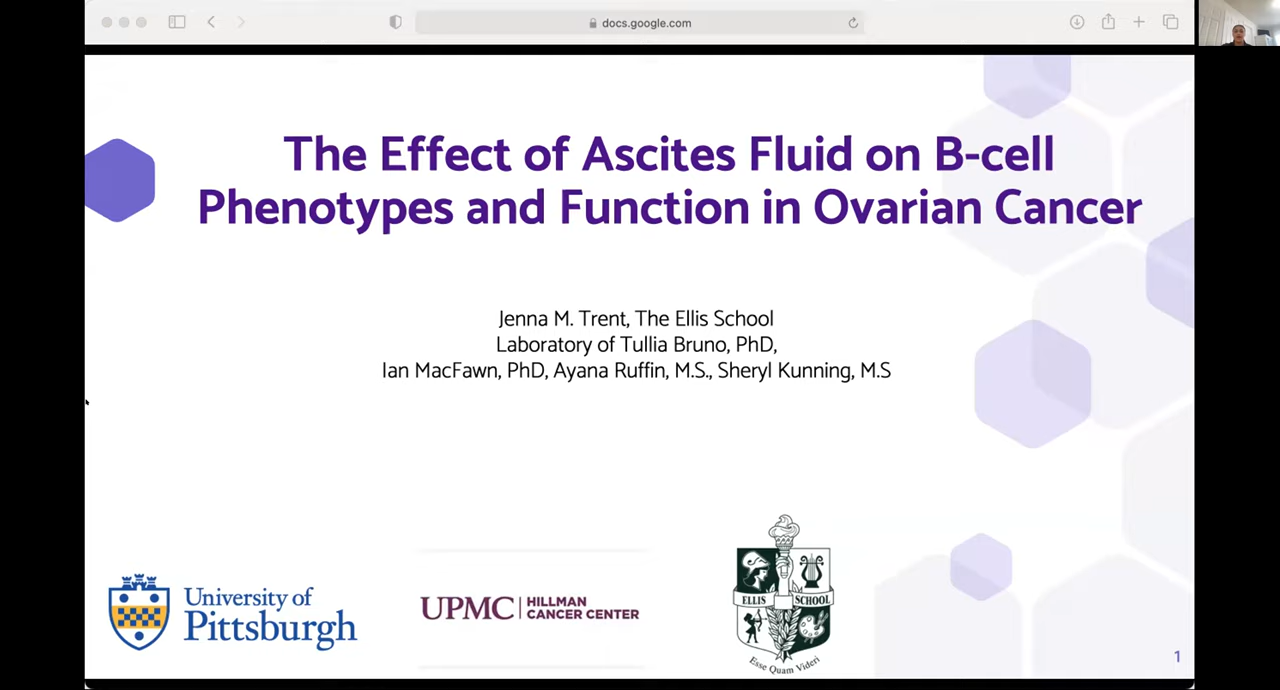 docs.google.com
The Effect of Ascites Fluid on B-cell
Phenotypes and Function in Ovarian Cancer
Jenna M. Trent, The Ellis School
Laboratory of Tullia Bruno, PhD,
Ian MacFawn, PhD, Ayana Ruffin, M.S., Sheryl Kunning, M.S
University of
Pittsburgh
UPMC | HILLMAN
CANCER CENTER
ELLIS SCHOOL
Esse Quam Videri
1